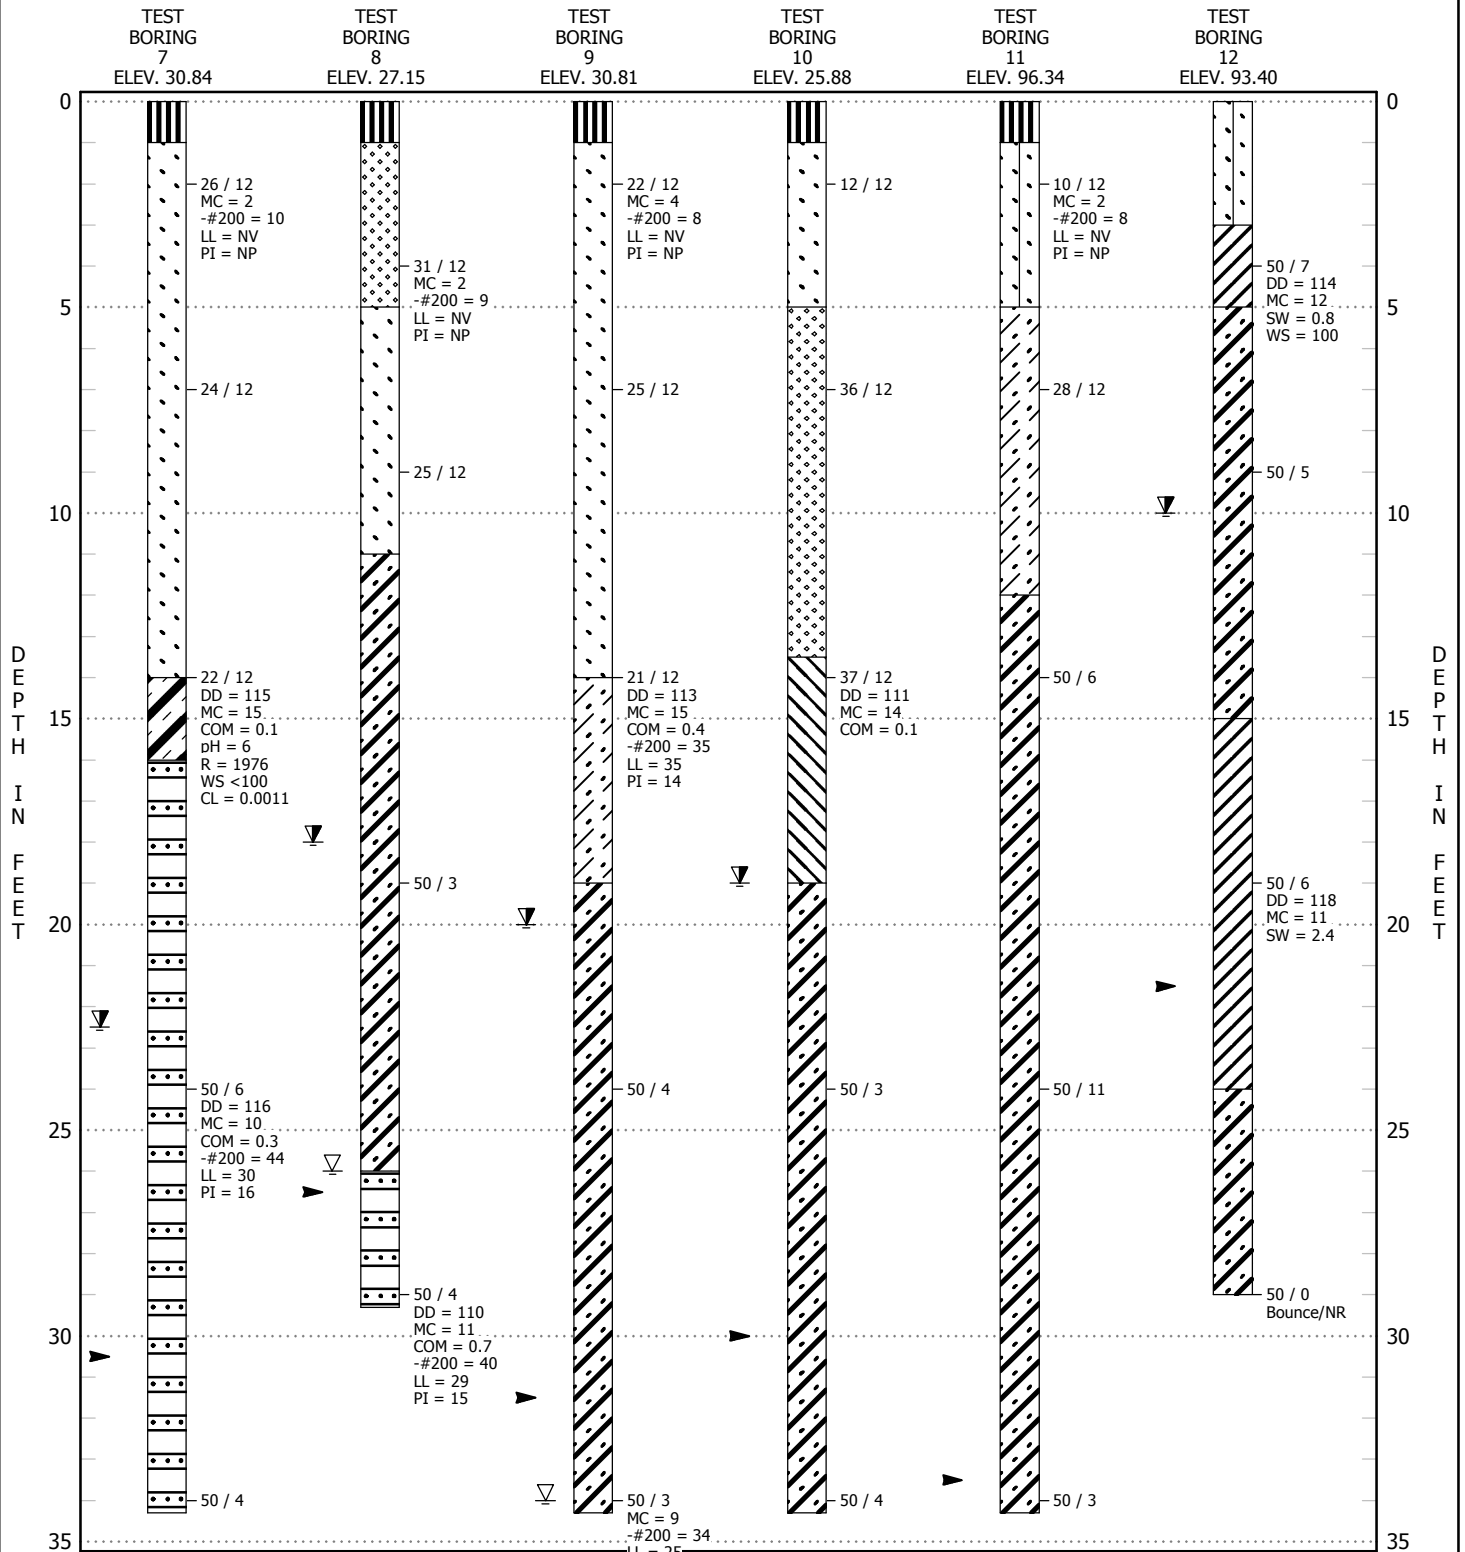 TEST
BORING
7
ELEV. 30.84
TEST
BORING
8
ELEV. 27.15
TEST
BORING
9
ELEV. 30.81
TEST
BORING
10
ELEV. 25.88
TEST
BORING
11
ELEV. 96.34
TEST
BORING
12
ELEV. 93.40
0
5
10
15
20
25
30
35
DEPTH IN FEET
26 / 12
MC = 2
-#200 = 10
LL = NV
PI = NP
24 / 12
22 / 12
DD = 115
MC = 15
COM = 0.1
pH = 6
R = 1976
WS <100
CL = 0.0011
50 / 6
DD = 116
MC = 10
COM = 0.3
-#200 = 44
LL = 30
PI = 16
50 / 4
31 / 12
MC = 2
-#200 = 9
LL = NV
PI = NP
25 / 12
50 / 3
50 / 4
DD = 110
MC = 11
COM = 0.7
-#200 = 40
LL = 29
PI = 15
22 / 12
MC = 4
-#200 = 8
LL = NV
PI = NP
25 / 12
21 / 12
DD = 113
MC = 15
COM = 0.4
-#200 = 35
LL = 35
PI = 14
50 / 4
50 / 3
MC = 9
-#200 = 34
12 / 12
36 / 12
37 / 12
DD = 111
MC = 14
COM = 0.1
50 / 3
50 / 4
10 / 12
MC = 2
-#200 = 8
LL = NV
PI = NP
28 / 12
50 / 6
50 / 11
50 / 3
50 / 7
DD = 114
MC = 12
SW = 0.8
WS = 100
50 / 5
50 / 6
DD = 118
MC = 11
SW = 2.4
50 / 0
Bounce/NR
0
5
10
15
20
25
30
35
DEPTH IN FEET